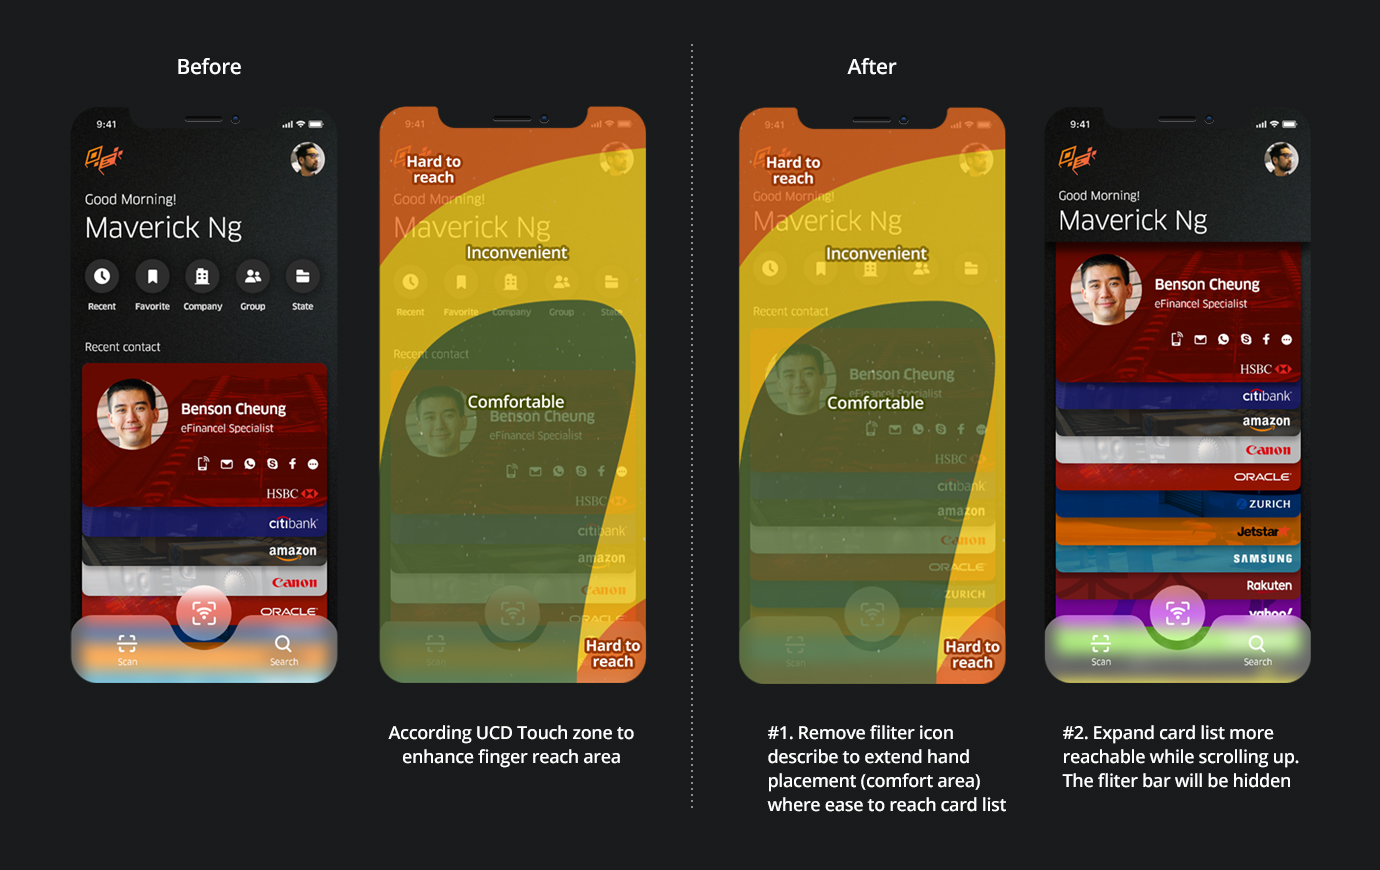 Before
After
9:41
Good Morning!
Maverick Ng
Recent Favorite Company Group State
Recent contact
Benson Cheung
eFinancel Specialist
HSBC
citibank
amazon
Canon
ORACLE
Scan Search
9:41
Hard to
reach
Good Morning!
Maverick Ng
Inconvenient
Recent Favorite Company Group State
Recent contact
Comfortable
Benson Cheung
eFinancel Specialist
HSBC
citibank
amazon
Canon
ORACLE
Hard to
reach
Scan
According UCD Touch zone to
enhance finger reach area
9:41
Hard to
reach
Good Morning!
Maverick Ng
Inconvenient
Recent contact
Benson Cheung
Comfortable
eFinancel Specialist
HSBC
citibank
amazon
Canon
ORACLE
ZURICH
Hard to
reach
Scan
#1. Remove filiter icon
describe to extend hand
placement (comfort area)
where ease to reach card list
9:41
Good Morning!
Maverick Ng
Benson Cheung
eFinancel Specialist
HSBC
citibank
amazon
Canon
ORACLE
ZURICH
Jetstar
SAMSUNG
Rakuten
yahoo!
Scan Search
#2. Expand card list more
reachable while scrolling up.
The fliter bar will be hidden